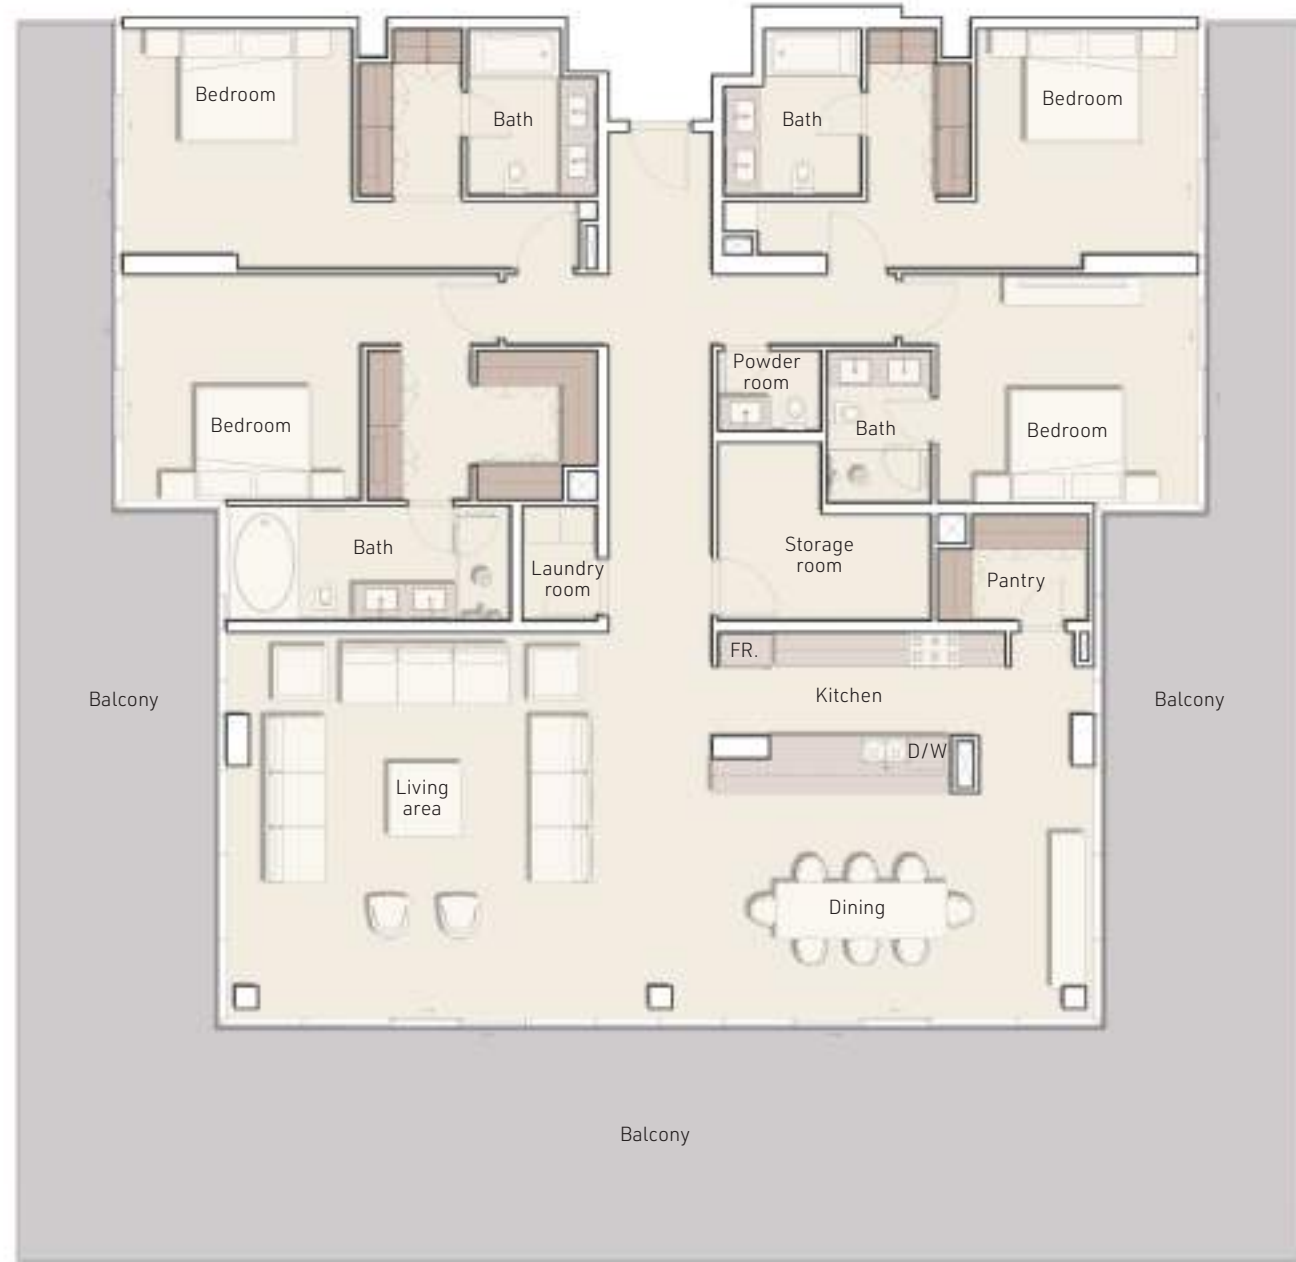 Bedroom
Bath
Bath
Bedroom
Powder
room
Bedroom
Bath
Bedroom
Bath
Laundry
room
Storage
room
Pantry
FR.
Kitchen
Balcony
Balcony
D/W
Living
area
Dining
Balcony